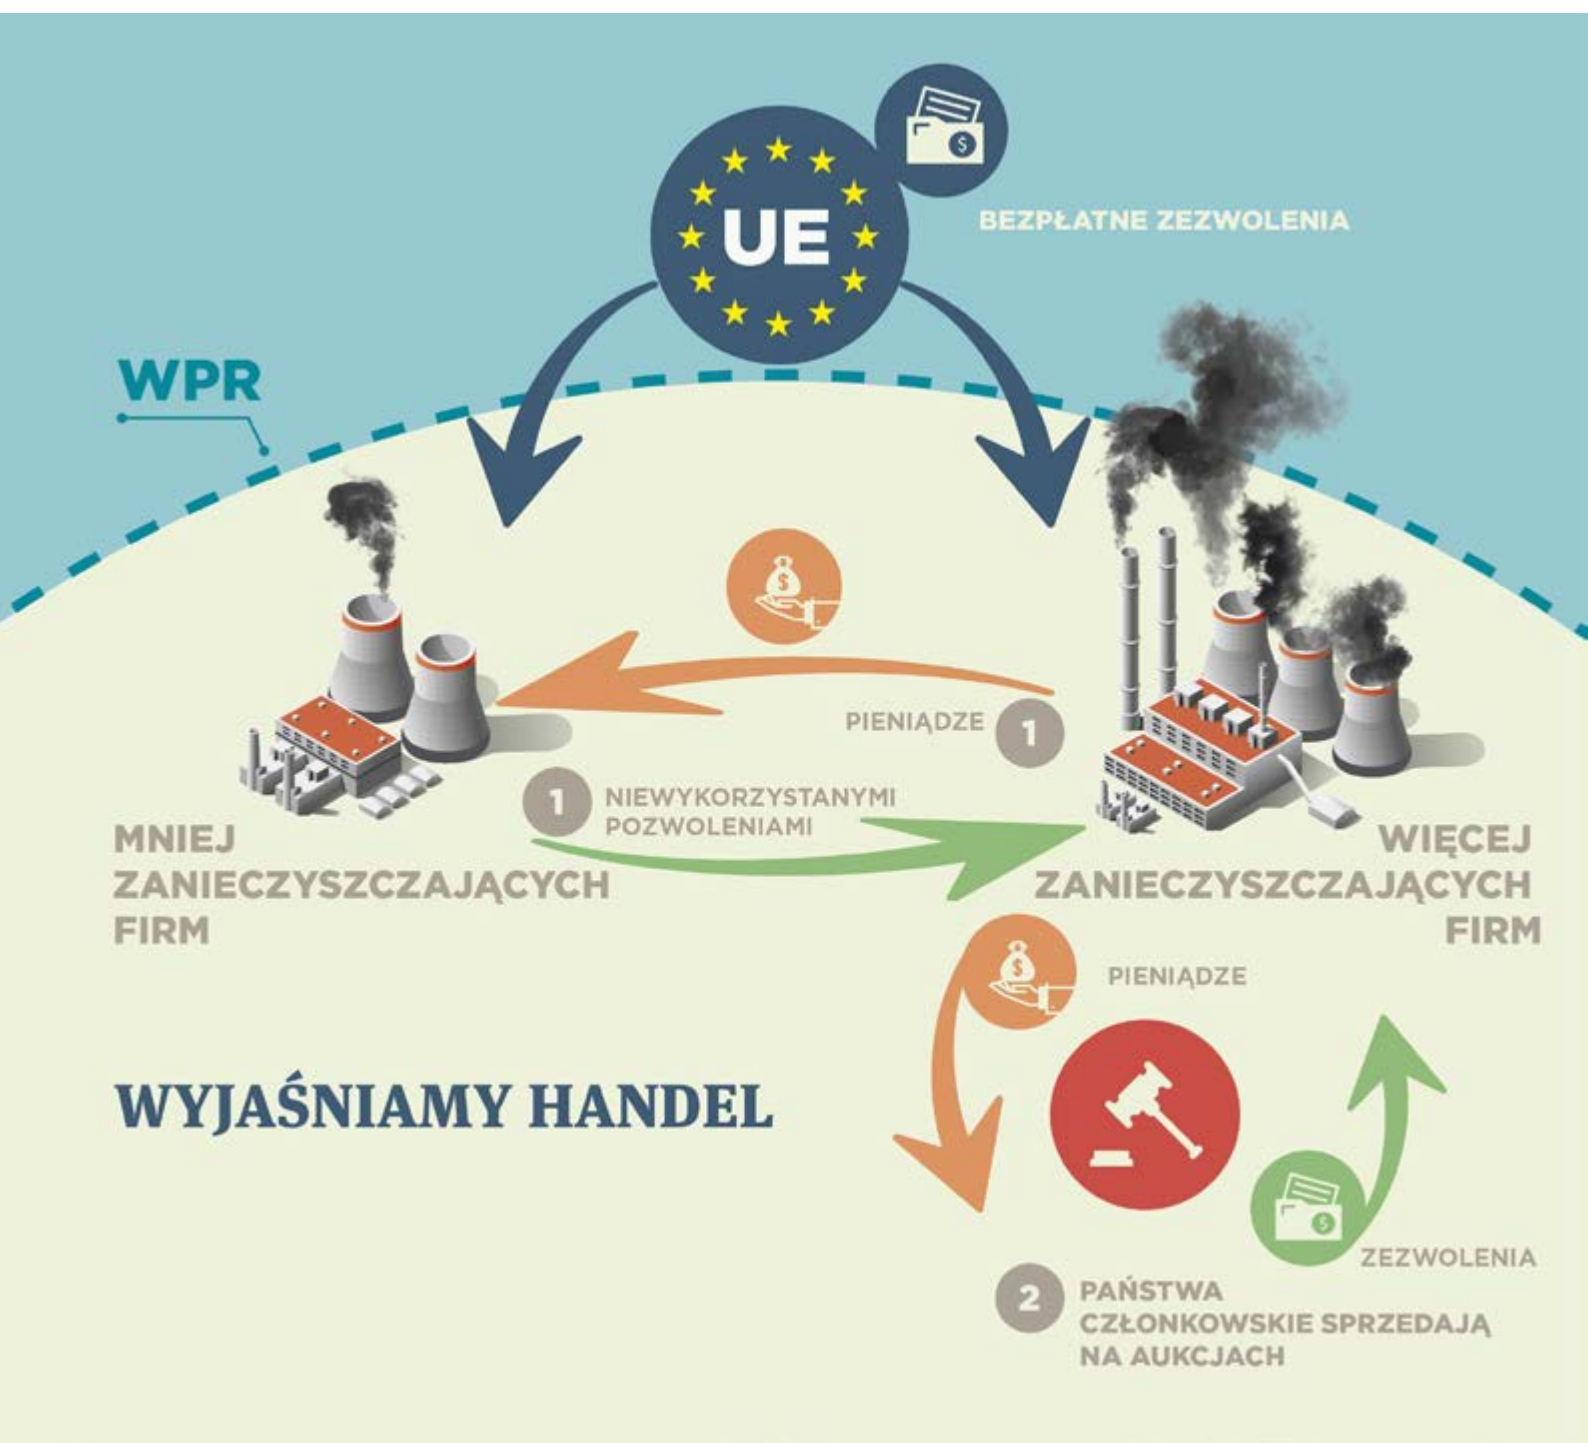 UE
BEZPŁATNE ZEZWOLENIA
WPR
PIENIĄDZE
1
1
NIEWYKORZYSTANYMI
POZWOLENIAMI
MNIEJ
ZANIECZYSZCZAJĄCYCH
FIRM
WIĘCEJ
ZANIECZYSZCZAJĄCYCH
FIRM
PIENIĄDZE
WYJAŚNIAMY HANDEL
ZEZWOLENIA
2
PAŃSTWA
CZŁONKOWSKIE SPRZEDAJĄ
NA AUKCJACH